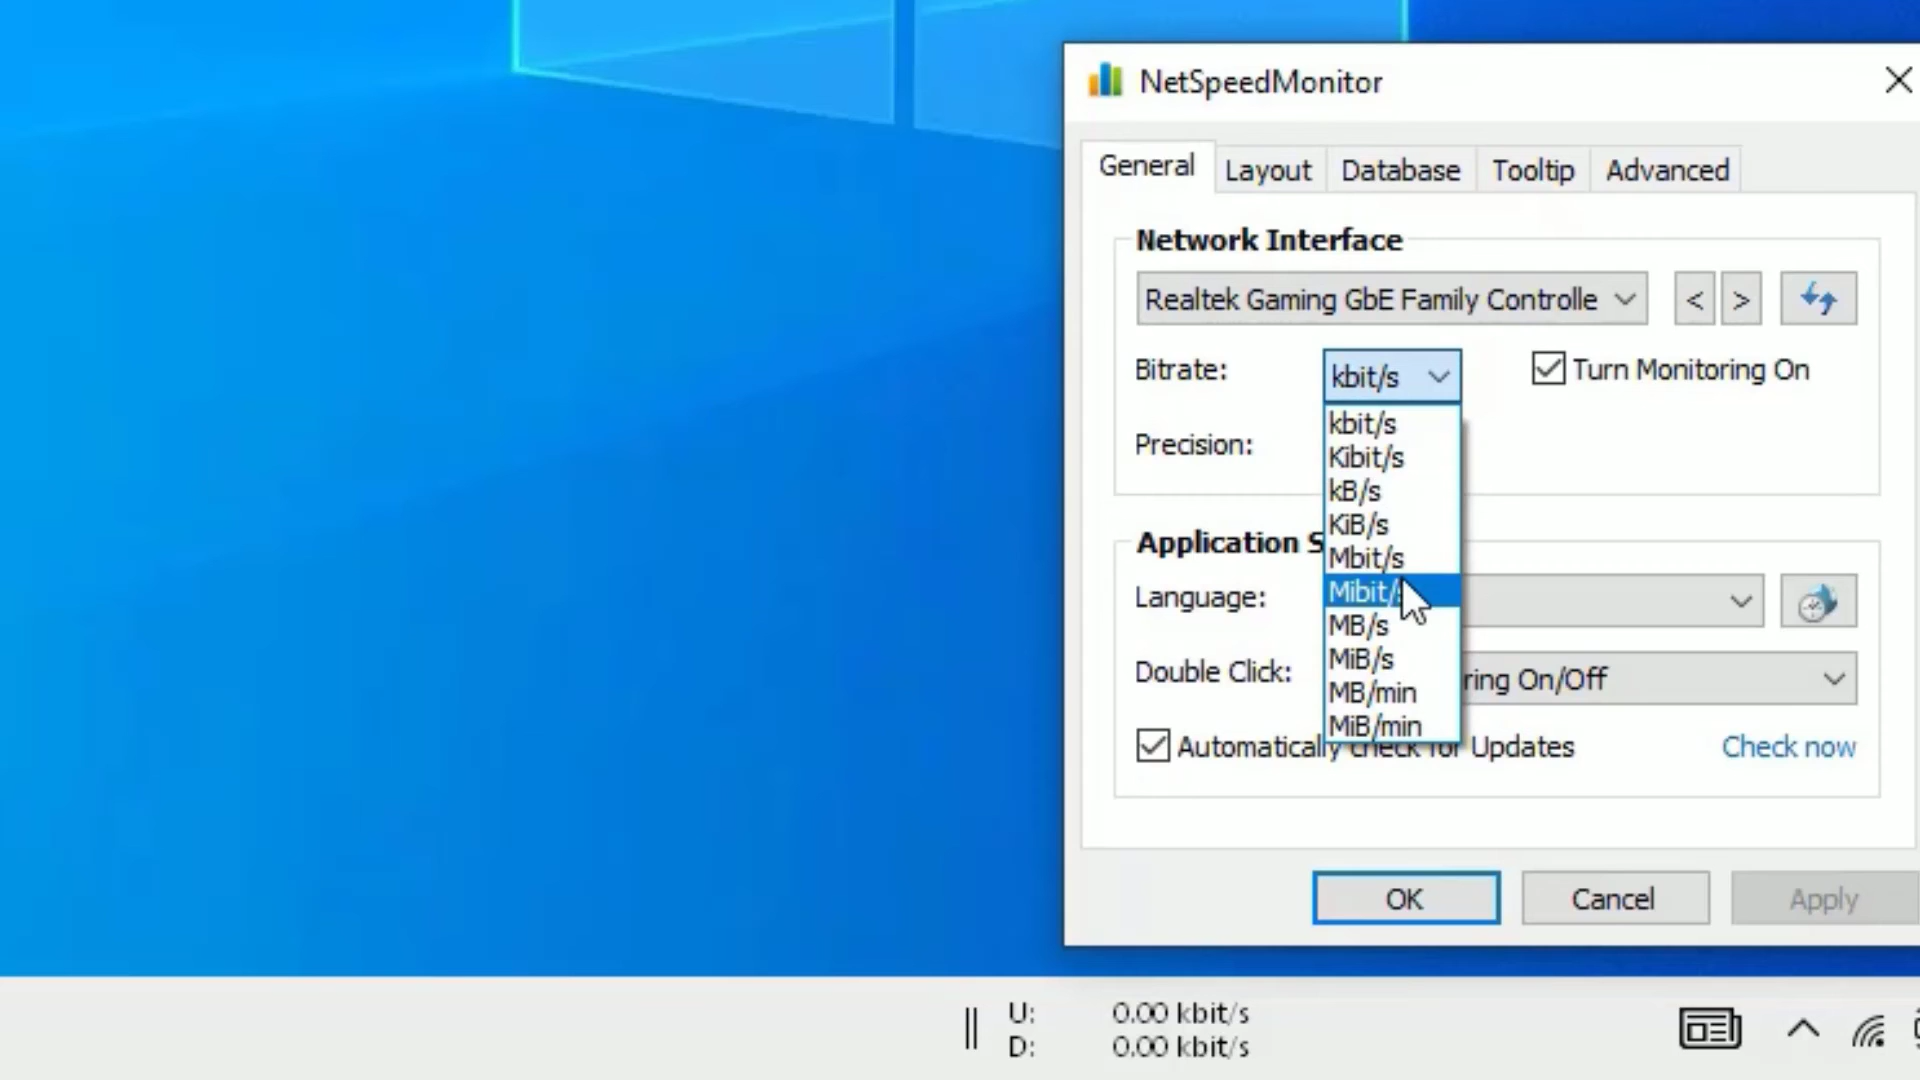 NetSpeedMonitor
General Layout Database Tooltip Advanced
Network Interface
Realtek Gaming GbE Family Controlle < >
Bitrate: kbit/s Turn Monitoring On
kbit/s
Precision:
Kibit/s
kB/s
KiB/s
Application S
Mbit/s
Language: Mibit/s
MB/s
MiB/s
Double Click: ring On/Off
MB/min
MiB/min
Automatically check for Updates Check now
OK Cancel Apply
U: 0.00 kbit/s
D: 0.00 kbit/s